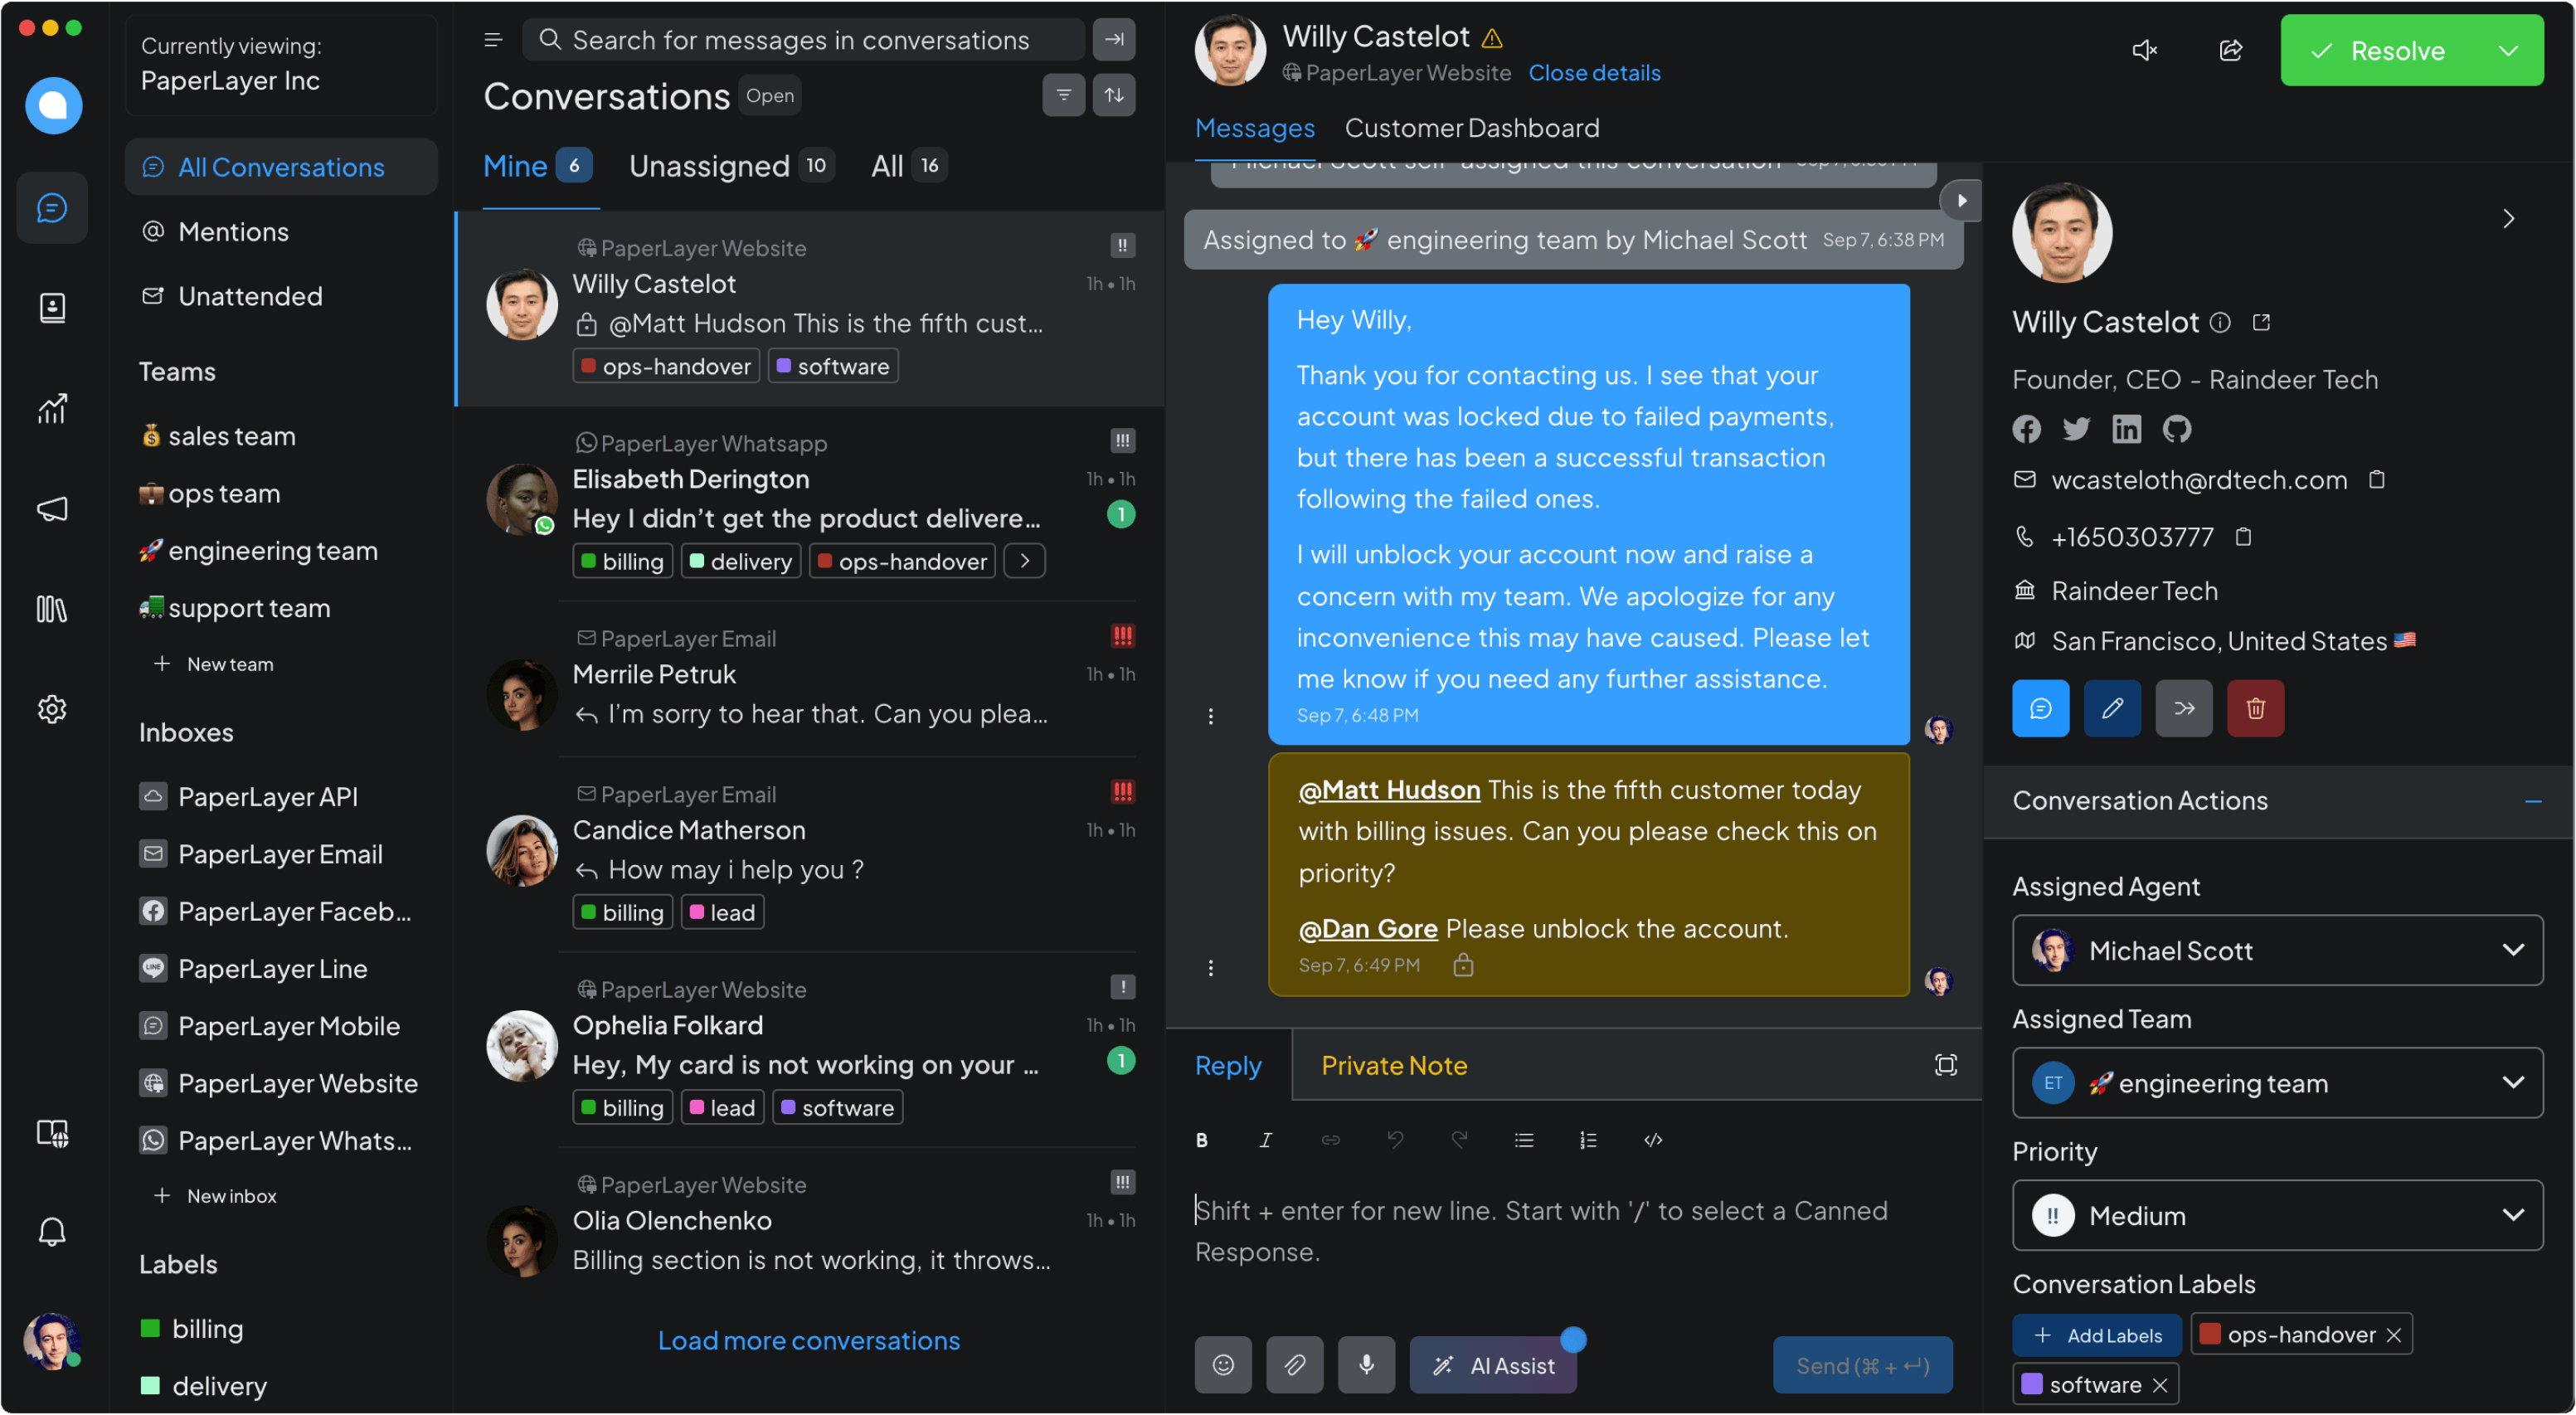 Currently viewing:
PaperLayer Inc
All Conversations
Mentions
Unattended
Teams
💰 sales team
💼 ops team
🚀 engineering team
🚛 support team
+ New team
Inboxes
PaperLayer API
PaperLayer Email
PaperLayer Faceb...
LINE
PaperLayer Line
PaperLayer Mobile
PaperLayer Website
PaperLayer Whats...
+ New inbox
Labels
billing
delivery
Search for messages in conversations
Conversations Open
Mine 6 Unassigned 10 All 16
PaperLayer Website !!
Willy Castelot 1h • 1h
@Matt Hudson This is the fifth cust...
ops-handover software
PaperLayer Whatsapp !!!
Elisabeth Derington 1h • 1h
Hey I didn’t get the product delivere... 1
billing delivery ops-handover
PaperLayer Email !!!
Merrile Petruk 1h • 1h
I’m sorry to hear that. Can you plea...
PaperLayer Email !!!
Candice Matherson 1h • 1h
How may i help you ?
billing lead
PaperLayer Website !
Ophelia Folkard 1h • 1h
Hey, My card is not working on your ... 1
billing lead software
PaperLayer Website !!!
Olia Olenchenko 1h • 1h
Billing section is not working, it throws...
Load more conversations
Willy Castelot
PaperLayer Website Close details
Resolve
Messages Customer Dashboard
Michael Scott self-assigned this conversation
Assigned to 🚀 engineering team by Michael Scott Sep 7, 6:38 PM
Hey Willy,
Thank you for contacting us. I see that your
account was locked due to failed payments,
but there has been a successful transaction
following the failed ones.
I will unblock your account now and raise a
concern with my team. We apologize for any
inconvenience this may have caused. Please let
me know if you need any further assistance.
Sep 7, 6:48 PM
@Matt Hudson This is the fifth customer today
with billing issues. Can you please check this on
priority?
@Dan Gore Please unblock the account.
Sep 7, 6:49 PM
Reply Private Note
B I
Shift + enter for new line. Start with '/' to select a Canned
Response.
AI Assist
Send (⌘ + ↵)
Willy Castelot
Founder, CEO - Raindeer Tech
wcasteloth@rdtech.com
+1650303777
Raindeer Tech
San Francisco, United States 🇺🇸
Conversation Actions
Assigned Agent
Michael Scott
Assigned Team
ET 🚀 engineering team
Priority
!! Medium
Conversation Labels
+ Add Labels ops-handover
software